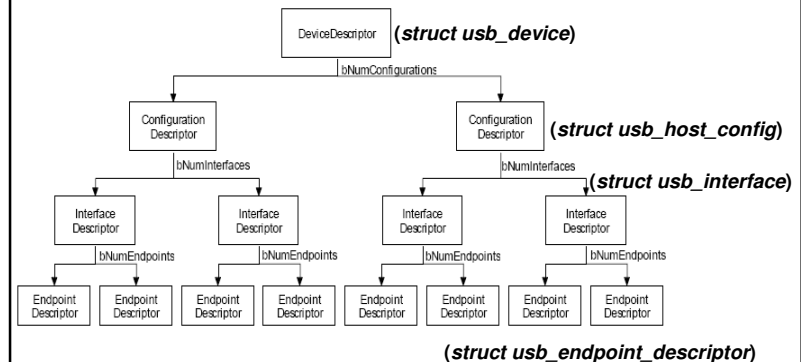 DeviceDescriptor
(struct usb_device)
bNumConfigurations
Configuration
Descriptor
Configuration
Descriptor
(struct usb_host_config)
bNumInterfaces
bNumInterfaces
(struct usb_interface)
Interface
Descriptor
Interface
Descriptor
Interface
Descriptor
Interface
Descriptor
bNumEndpoints
bNumEndpoints
bNumEndpoints
bNumEndpoints
Endpoint
Descriptor
Endpoint
Descriptor
Endpoint
Descriptor
Endpoint
Descriptor
Endpoint
Descriptor
Endpoint
Descriptor
Endpoint
Descriptor
Endpoint
Descriptor
(struct usb_endpoint_descriptor)